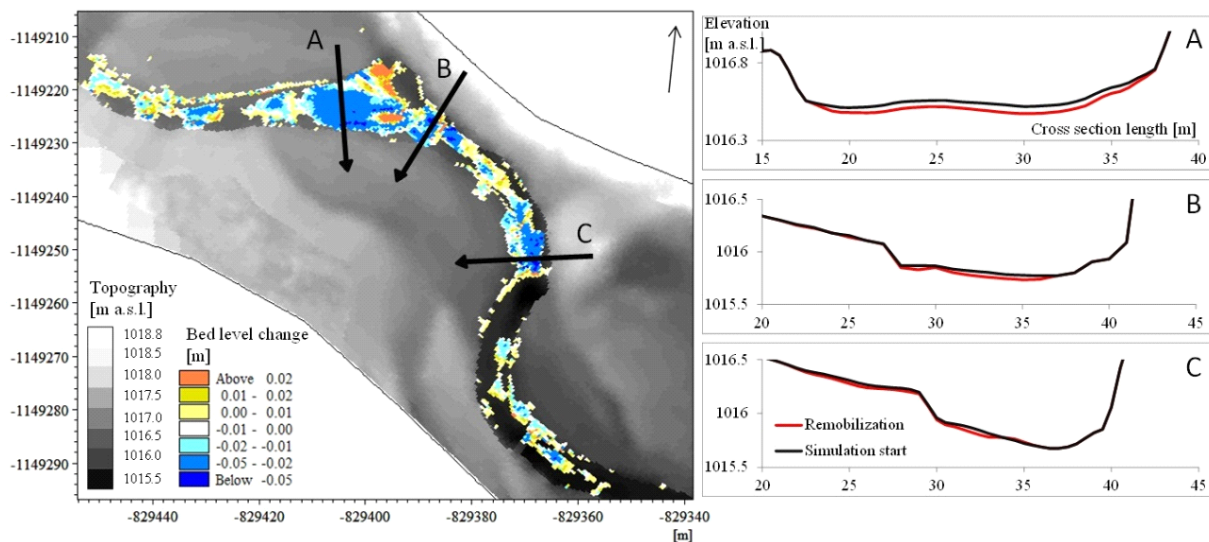 -1149210
-1149220
-1149230
-1149240
-1149250
-1149260
-1149270
-1149280
-1149290
A
B
C
Topography
[m a.s.l.]
1018.8
1018.5
1018.0
1017.5
1017.0
1016.5
1016.0
1015.5
Bed level change
[m]
Above 0.02
0.01 - 0.02
0.00 - 0.01
-0.01 - 0.00
-0.02 - -0.01
-0.05 - -0.02
Below -0.05
-829440 -829420 -829400 -829380 -829360 -829340
[m]
Elevation
[m a.s.l.]
A
1016.8
1016.3
Cross section length [m]
15 20 25 30 35 40
B
1016.5
1016
1015.5
20 25 30 35 40 45
C
1016.5
1016
1015.5
Remobilization
Simulation start
20 25 30 35 40 45